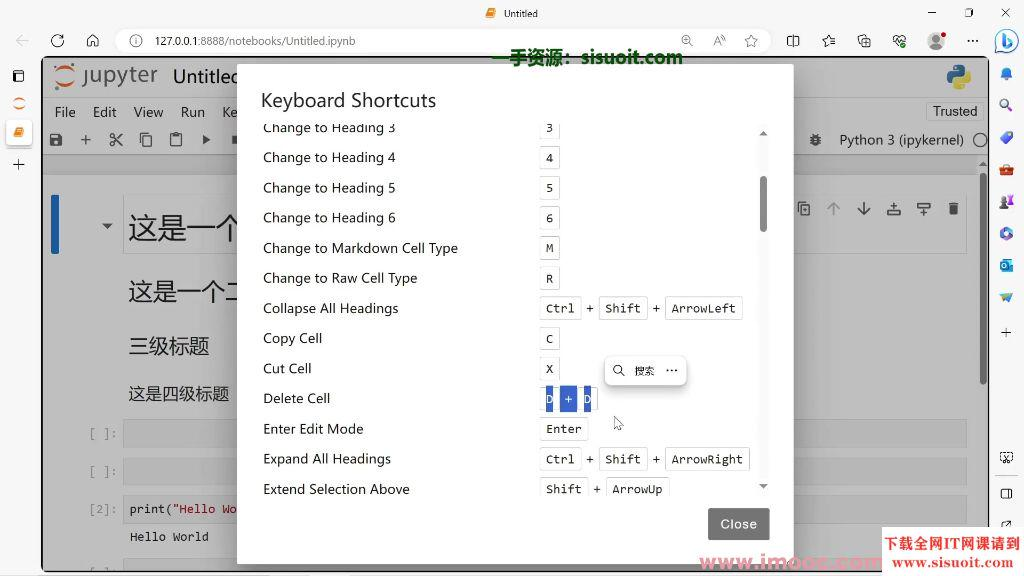 Untitled
127.0.0.1:8888/notebooks/Untitled.ipynb
一手资源：sisuoit.com
jupyter Untitled
File Edit View Run Ke
Trusted
Python 3 (ipykernel)
Keyboard Shortcuts
Change to Heading 3 3
Change to Heading 4 4
Change to Heading 5 5
Change to Heading 6 6
Change to Markdown Cell Type M
Change to Raw Cell Type R
Collapse All Headings Ctrl + Shift + ArrowLeft
Copy Cell C
Cut Cell X
搜索 ···
Delete Cell D + D
Enter Edit Mode Enter
Expand All Headings Ctrl + Shift + ArrowRight
Extend Selection Above Shift + ArrowUp
Close
这是一个
这是一个二
三级标题
这是四级标题
[ ]:
[ ]:
[2]: print("Hello Wo
Hello World
[ ]:
www.imooc.com
下载全网IT网课请到
www.sisuoit.com